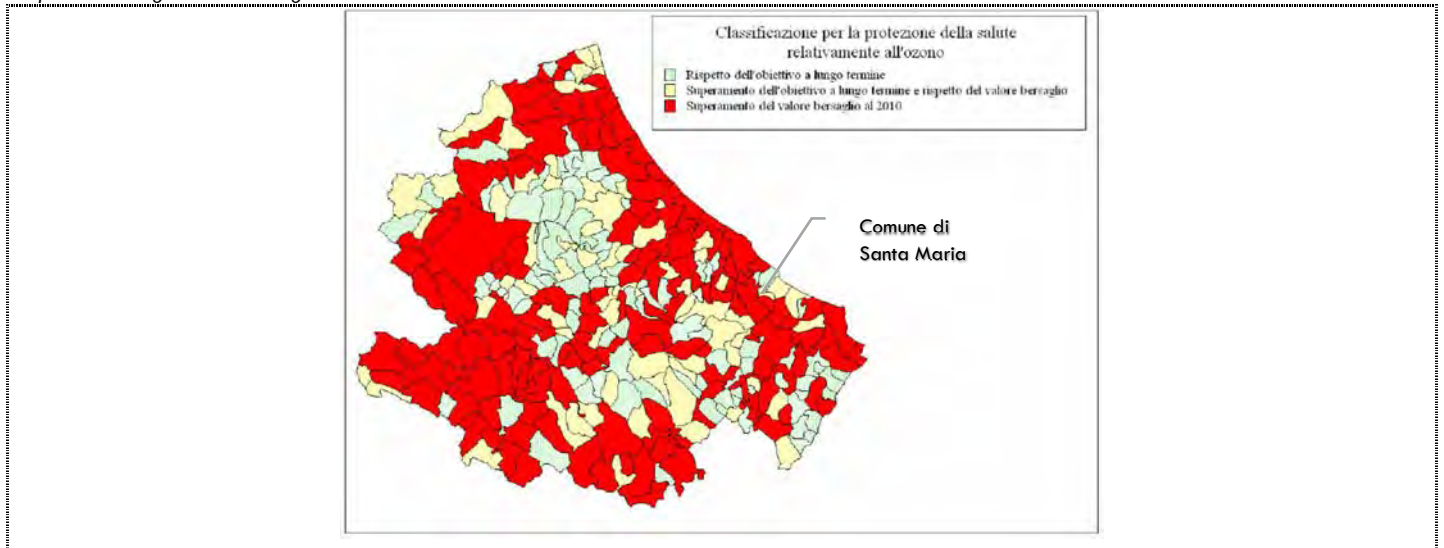 Classificazione per la protezione della salute
relativamente all'ozono
Rispetto dell'obiettivo a lungo termine
Superamento dell'obiettivo a lungo termine e rispetto del valore bersaglio
Superamento del valore bersaglio al 2010
Comune di
Santa Maria